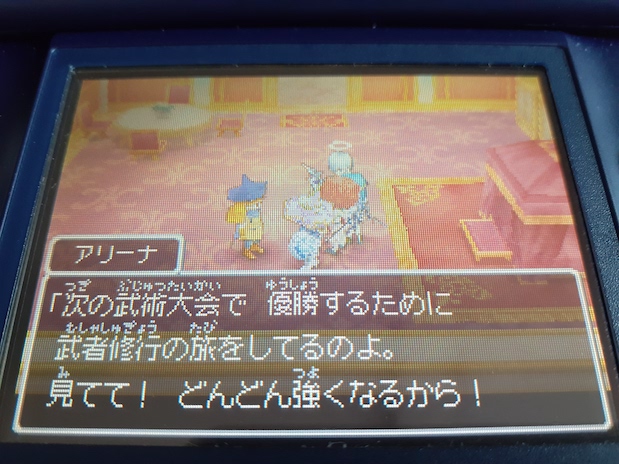 アリーナ
「次の武術大会で 優勝するために
武者修行の旅をしてるのよ。
見てて！ どんどん強くなるから！